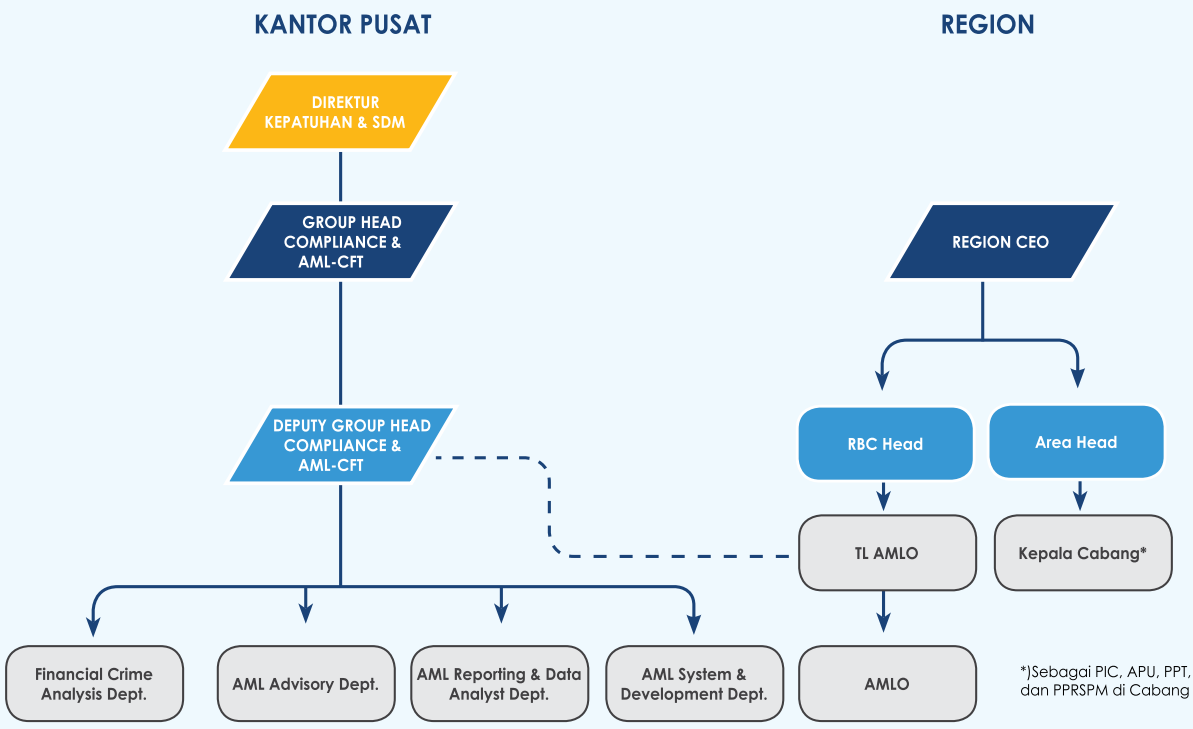 KANTOR PUSAT
REGION
DIREKTUR
KEPATUHAN & SDM
GROUP HEAD
COMPLIANCE &
AML-CFT
REGION CEO
DEPUTY GROUP HEAD
COMPLIANCE &
AML-CFT
RBC Head
Area Head
TL AMLO
Kepala Cabang*
Financial Crime
Analysis Dept.
AML Advisory Dept.
AML Reporting & Data
Analyst Dept.
AML System &
Development Dept.
AMLO
*)Sebagai PIC, APU, PPT,
dan PPRSPM di Cabang